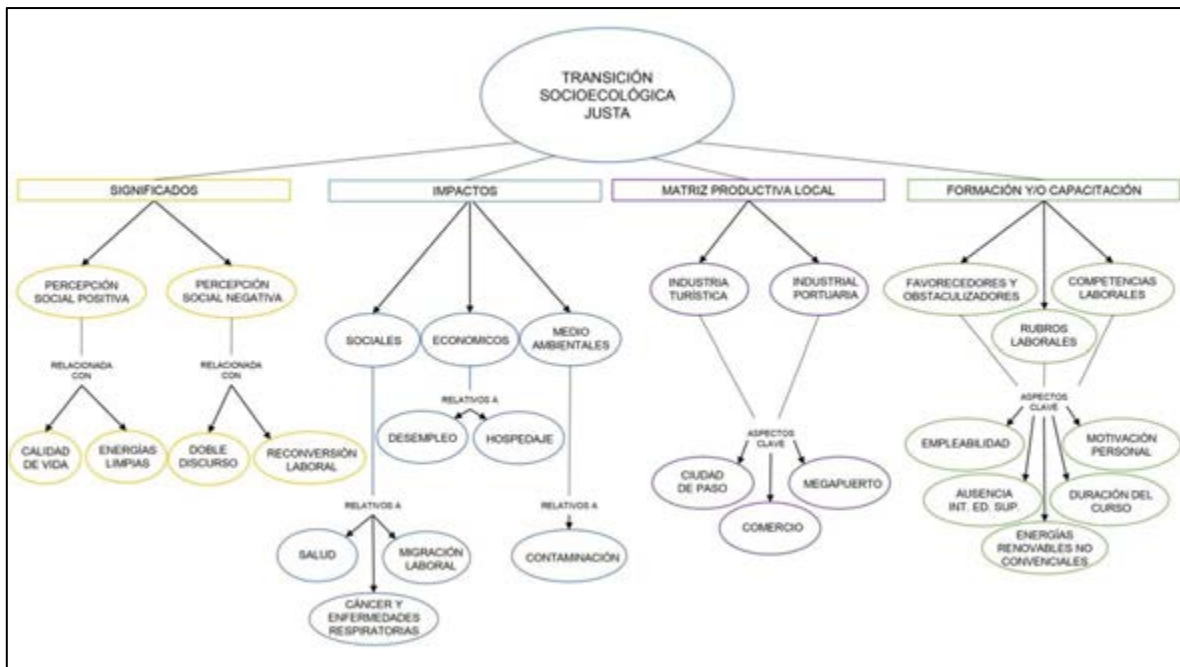 TRANSICIÓN
SOCIOECOLÓGICA
JUSTA
SIGNIFICADOS
IMPACTOS
MATRIZ PRODUCTIVA LOCAL
FORMACIÓN Y/O CAPACITACIÓN
PERCEPCIÓN
SOCIAL POSITIVA
PERCEPCIÓN
SOCIAL NEGATIVA
RELACIONADA
CON
RELACIONADA
CON
CALIDAD
DE VIDA
ENERGÍAS
LIMPIAS
DOBLE
DISCURSO
RECONVERSIÓN
LABORAL
SOCIALES
ECONOMICOS
MEDIO
AMBIENTALES
RELATIVOS A
DESEMPLEO
HOSPEDAJE
RELATIVOS A
SALUD
MIGRACIÓN
LABORAL
CÁNCER Y
ENFERMEDADES
RESPIRATORIAS
RELATIVOS A
CONTAMINACIÓN
INDUSTRIA
TURÍSTICA
INDUSTRIAL
PORTUARIA
ASPECTOS
CLAVE
CIUDAD
DE PASO
MEGAPUERTO
COMERCIO
FAVORECEDORES Y
OBSTACULIZADORES
COMPETENCIAS
LABORALES
RUBROS
LABORALES
ASPECTOS
CLAVE
EMPLEABILIDAD
MOTIVACIÓN
PERSONAL
AUSENCIA
INT. ED. SUP.
DURACIÓN DEL
CURSO
ENERGÍAS
RENOVABLES NO
CONVENCIALES